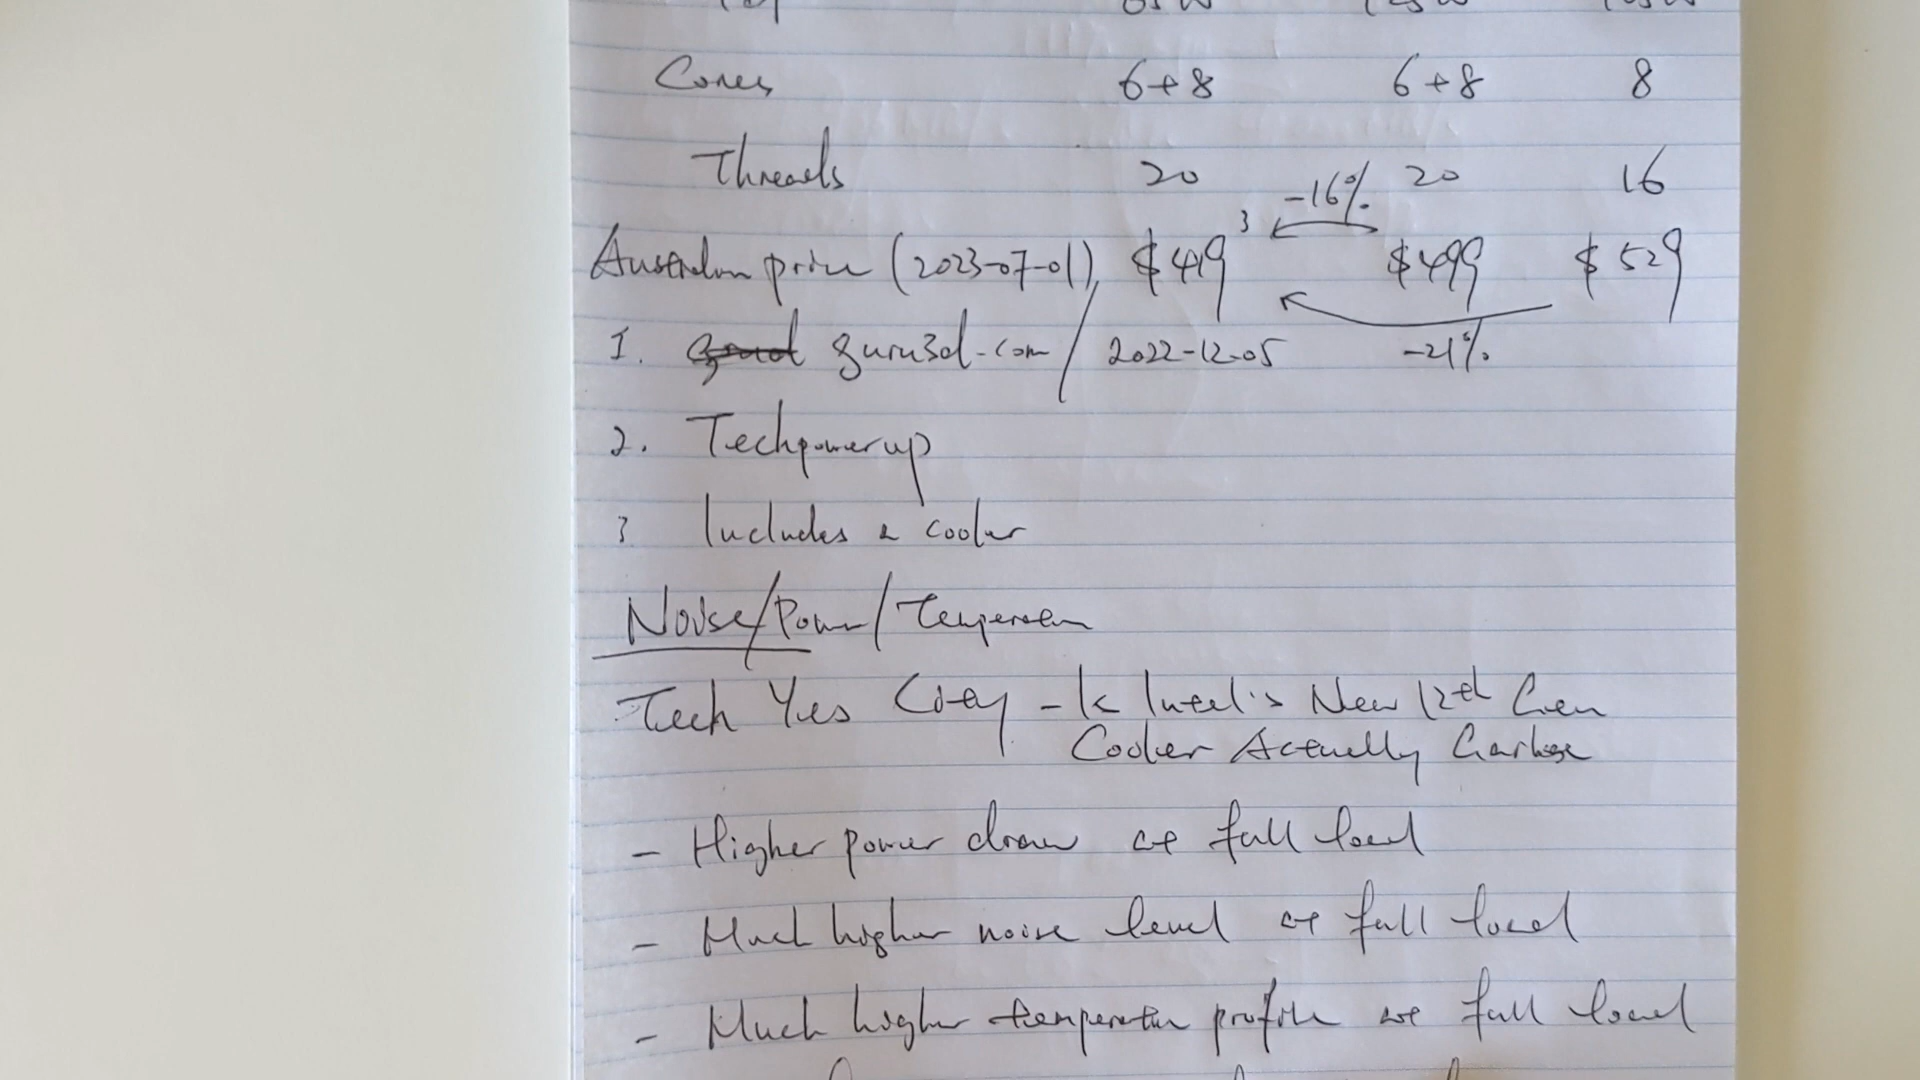 Cores 6+8 6+8 8
Threads 20 -16% 20 16
Australian price (2023-07-01) $419 3 $499 $529
1. guru3d.com / 2022-12-05 -21%
2. Techpowerup
3 Includes a cooler
Noise/Power/Temperature
Tech Yes City - Is Intel's New 12th Gen
Cooler Actually Garbage
- Higher power draw at full load
- Much higher noise level at full load
- Much higher temperature profile at full load